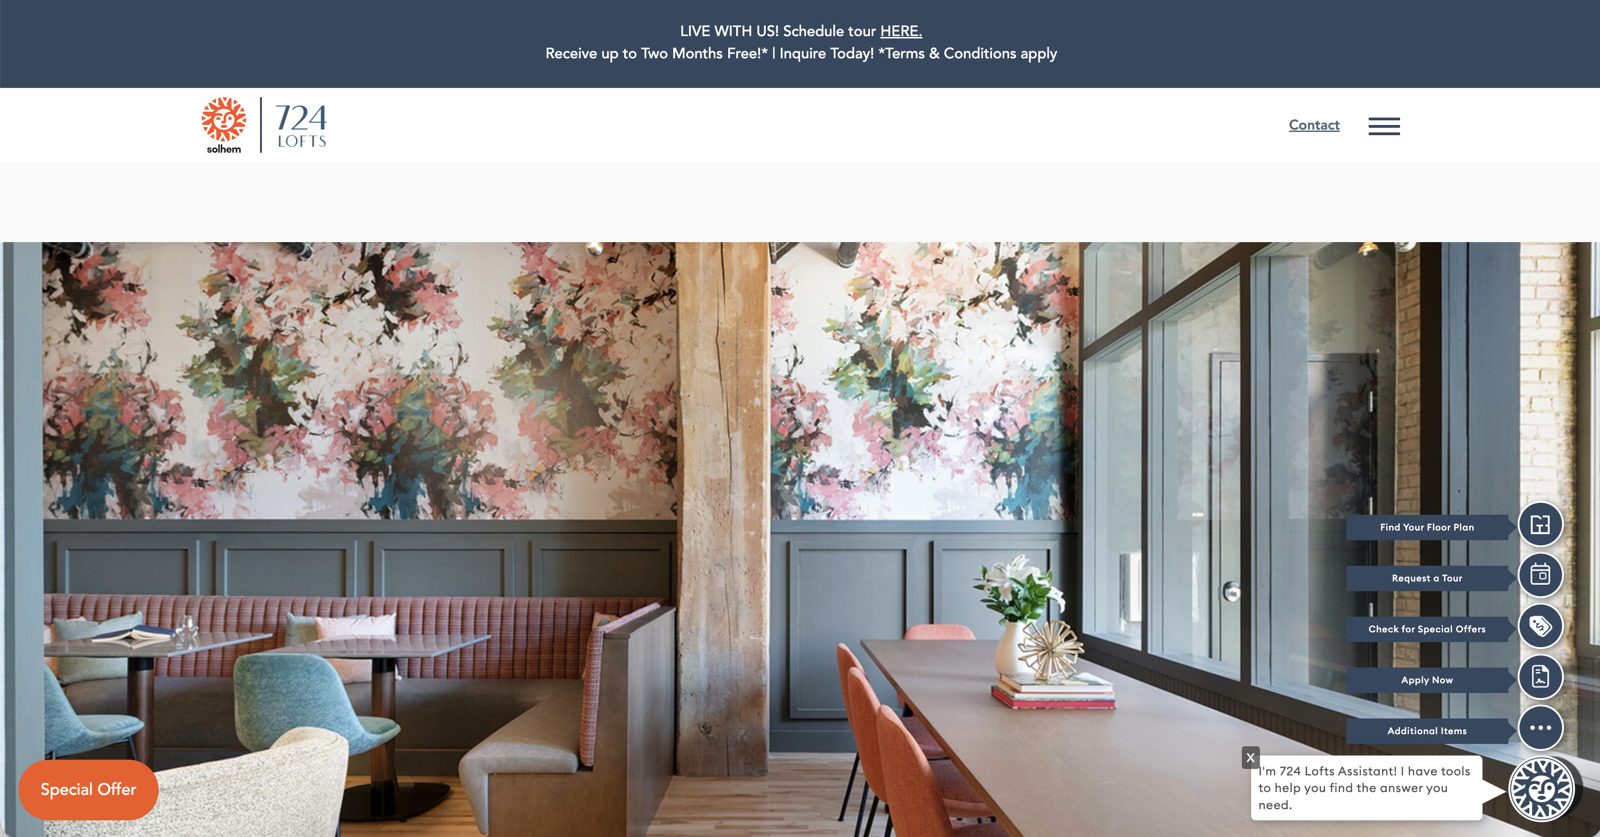 LIVE WITH US! Schedule tour HERE.
Receive up to Two Months Free!* | Inquire Today! *Terms & Conditions apply
solhem
724
LOFTS
Contact
Find Your Floor Plan
Request a Tour
Check for Special Offers
Apply Now
Additional Items
X
I'm 724 Lofts Assistant! I have tools
to help you find the answer you
need.
Special Offer